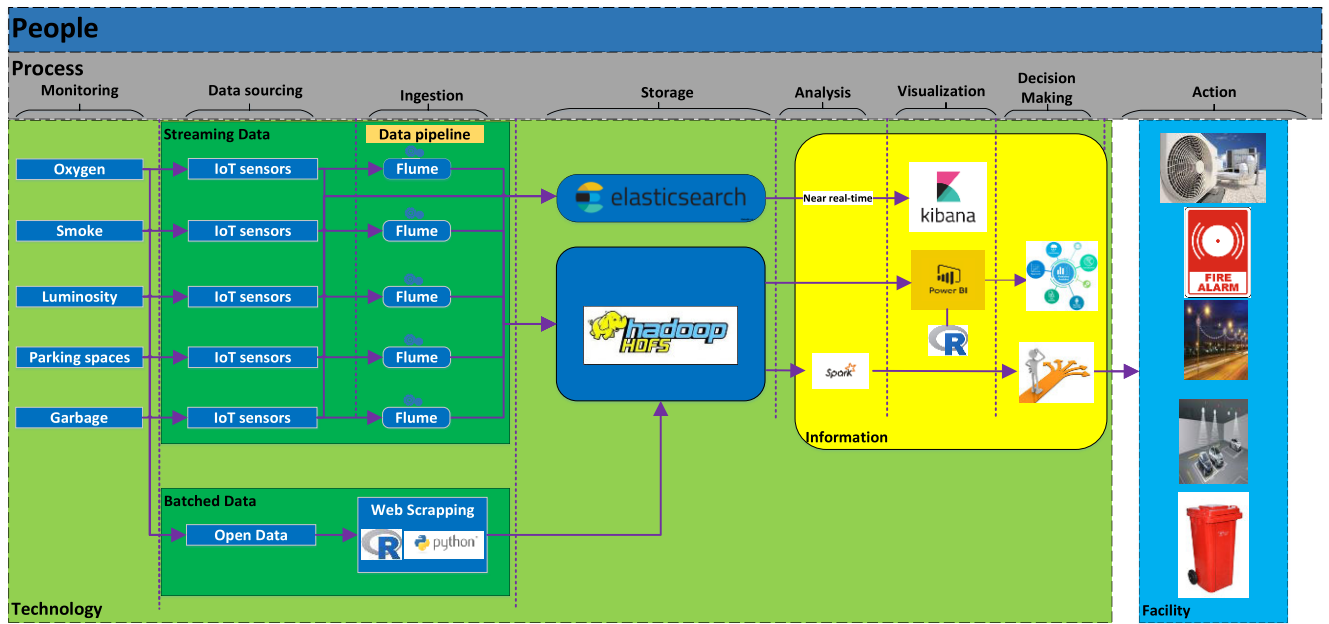 People
Process
Monitoring
Data sourcing
Ingestion
Storage
Analysis
Visualization
Decision
Making
Action
Streaming Data
Data pipeline
Oxygen
IoT sensors
Flume
elasticsearch
Near real-time
kibana
Smoke
IoT sensors
Flume
Luminosity
IoT sensors
Flume
Power BI
FIRE
ALARM
hadoop
HDFS
R
Parking spaces
IoT sensors
Flume
Spark
Garbage
IoT sensors
Flume
Information
Batched Data
Open Data
Web Scrapping
R
python
Technology
Facility